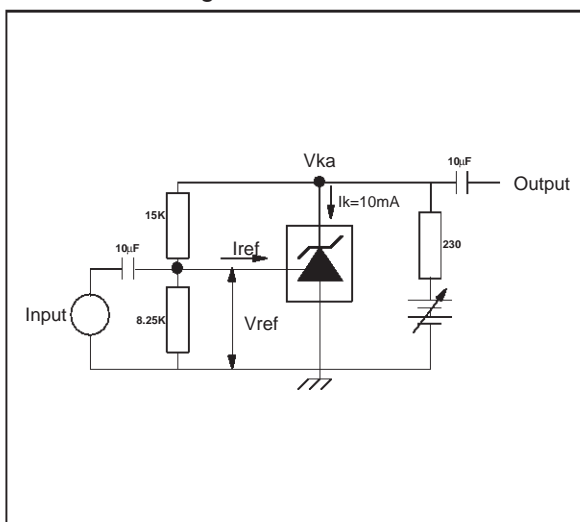 Vka
10µF
Output
Ik=10mA
15K
10µF
Iref
230
Input
8.25K
Vref